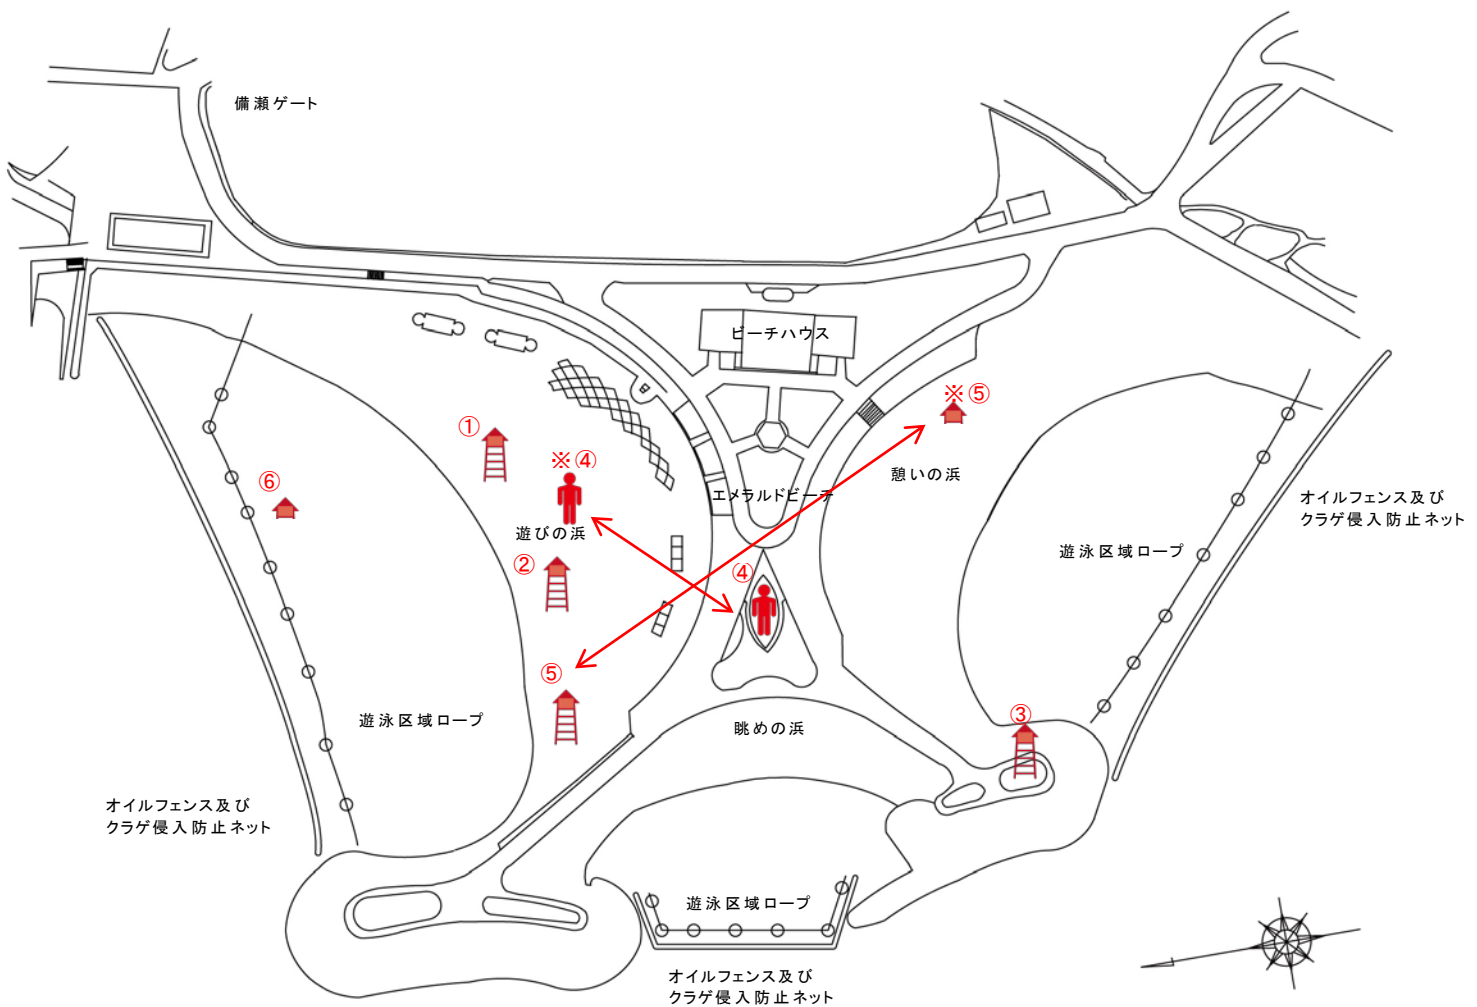 備瀬ゲート
ビーチハウス
※⑤
①
※④
憩いの浜
⑥
エメラルドビーチ
オイルフェンス及び
クラゲ侵入防止ネット
遊びの浜
遊泳区域ロープ
②
④
⑤
③
遊泳区域ロープ
眺めの浜
オイルフェンス及び
クラゲ侵入防止ネット
遊泳区域ロープ
オイルフェンス及び
クラゲ侵入防止ネット